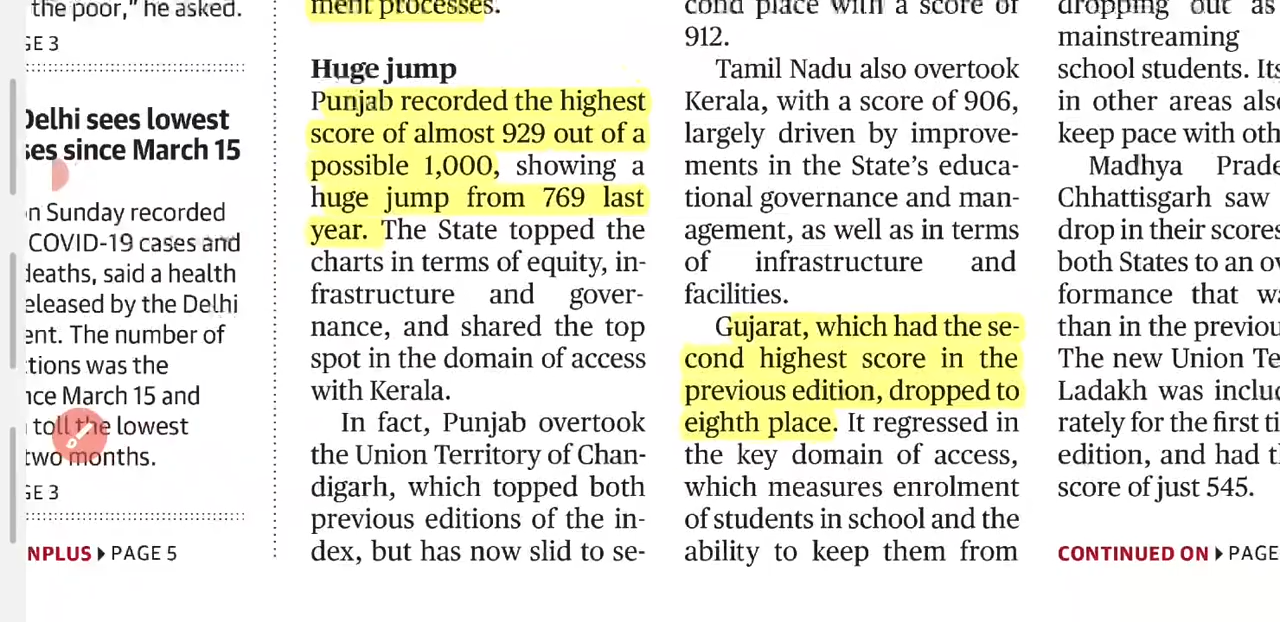 the poor,” he asked.
GE 3
Delhi sees lowest
ses since March 15
n Sunday recorded
COVID-19 cases and
deaths, said a health
eleased by the Delhi
ent. The number of
tions was the
nce March 15 and
toll the lowest
two months.
GE 3
NPLUS PAGE 5
ment processes.
Huge jump
Punjab recorded the highest
score of almost 929 out of a
possible 1,000, showing a
huge jump from 769 last
year. The State topped the
charts in terms of equity, in-
frastructure and gover-
nance, and shared the top
spot in the domain of access
with Kerala.
In fact, Punjab overtook
the Union Territory of Chan-
digarh, which topped both
previous editions of the in-
dex, but has now slid to se-
cond place with a score of
912.
Tamil Nadu also overtook
Kerala, with a score of 906,
largely driven by improve-
ments in the State’s educa-
tional governance and man-
agement, as well as in terms
of infrastructure and
facilities.
Gujarat, which had the se-
cond highest score in the
previous edition, dropped to
eighth place. It regressed in
the key domain of access,
which measures enrolment
of students in school and the
ability to keep them from
dropping out as
mainstreaming
school students. Its
in other areas als
keep pace with oth
Madhya Prade
Chhattisgarh saw
drop in their scores
both States to an ov
formance that wa
than in the previou
The new Union Te
Ladakh was includ
rately for the first ti
edition, and had t
score of just 545.
CONTINUED ON PAGE